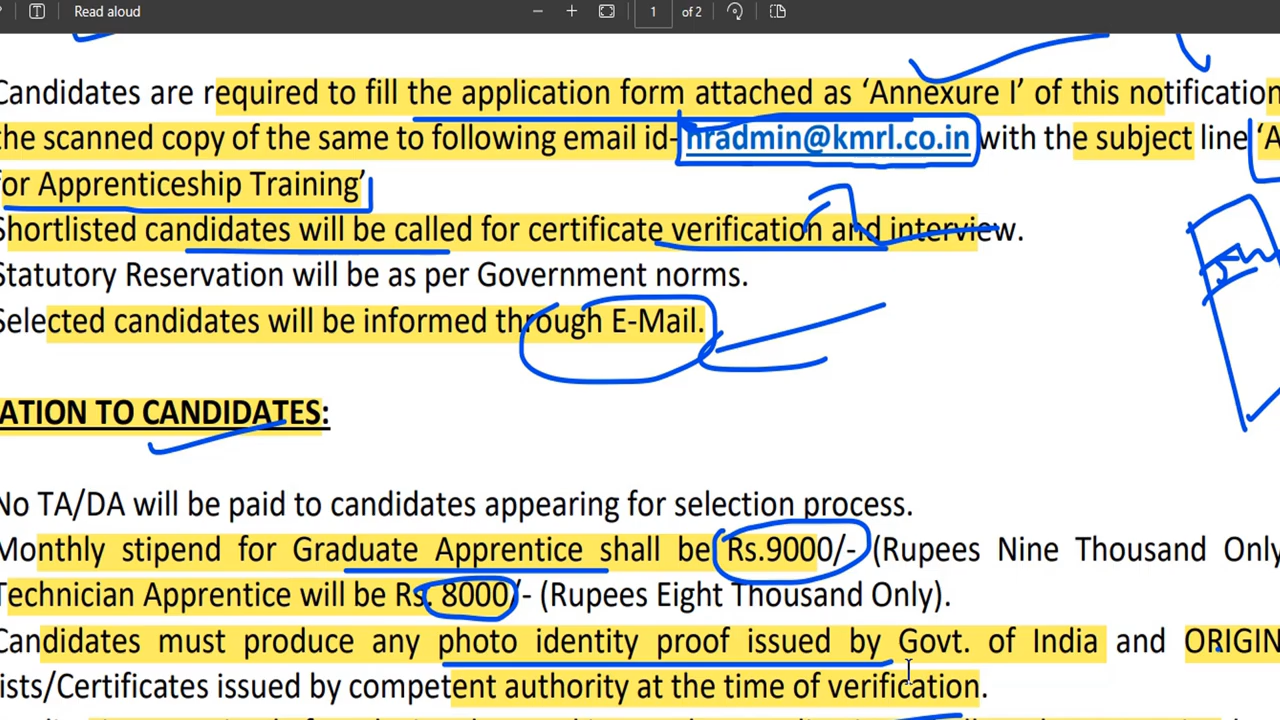 Read aloud
1 of 2
Candidates are required to fill the application form attached as ‘Annexure I’ of this notification
the scanned copy of the same to following email id- hradmin@kmrl.co.in with the subject line ‘A
for Apprenticeship Training’
Shortlisted candidates will be called for certificate verification and interview.
Statutory Reservation will be as per Government norms.
Selected candidates will be informed through E-Mail.
ATION TO CANDIDATES:
No TA/DA will be paid to candidates appearing for selection process.
Monthly stipend for Graduate Apprentice shall be Rs.9000/- (Rupees Nine Thousand Only
Technician Apprentice will be Rs. 8000/- (Rupees Eight Thousand Only).
Candidates must produce any photo identity proof issued by Govt. of India and ORIGIN
ists/Certificates issued by competent authority at the time of verification.